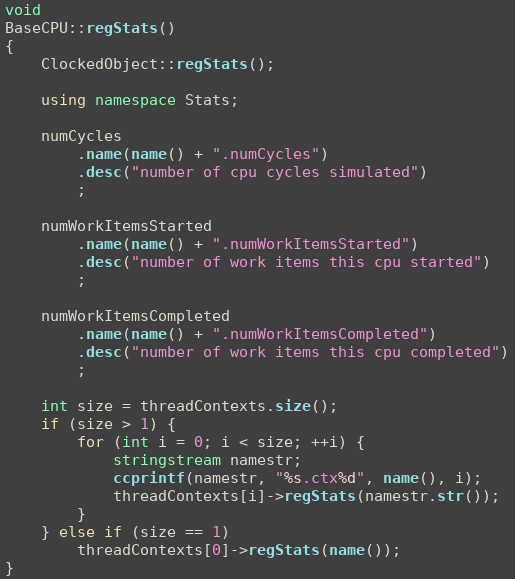 void
BaseCPU::regStats()
{
    ClockedObject::regStats();

    using namespace Stats;

    numCycles
        .name(name() + ".numCycles")
        .desc("number of cpu cycles simulated")
        ;

    numWorkItemsStarted
        .name(name() + ".numWorkItemsStarted")
        .desc("number of work items this cpu started")
        ;

    numWorkItemsCompleted
        .name(name() + ".numWorkItemsCompleted")
        .desc("number of work items this cpu completed")
        ;

    int size = threadContexts.size();
    if (size > 1) {
        for (int i = 0; i < size; ++i) {
            stringstream namestr;
            ccprintf(namestr, "%s.ctx%d", name(), i);
            threadContexts[i]->regStats(namestr.str());
        }
    } else if (size == 1)
        threadContexts[0]->regStats(name());
}